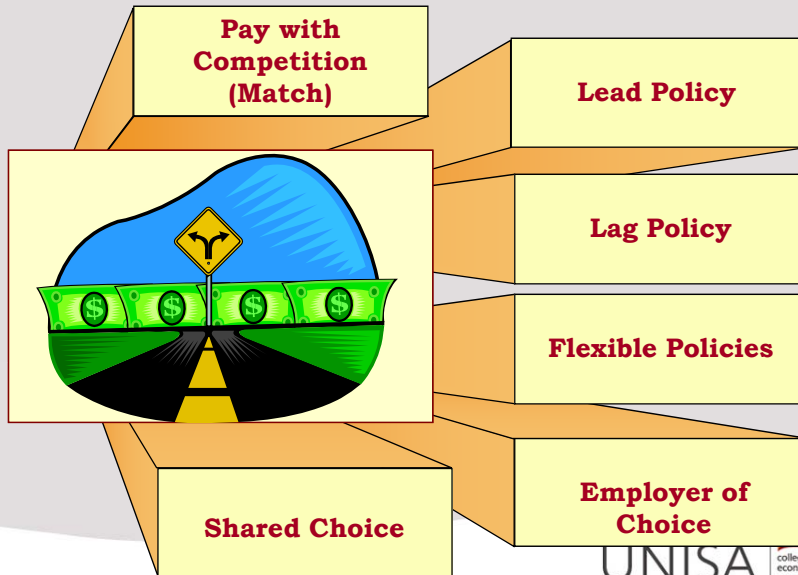 Pay with
Competition
(Match)
Lead Policy
Lag Policy
Flexible Policies
Employer of
Choice
Shared Choice
$ $ $ $
UNISA